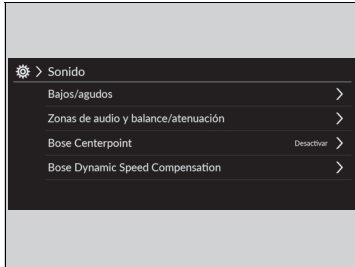 > Sonido
Bajos/agudos >
Zonas de audio y balance/atenuación >
Bose Centerpoint Desactivar >
Bose Dynamic Speed Compensation >